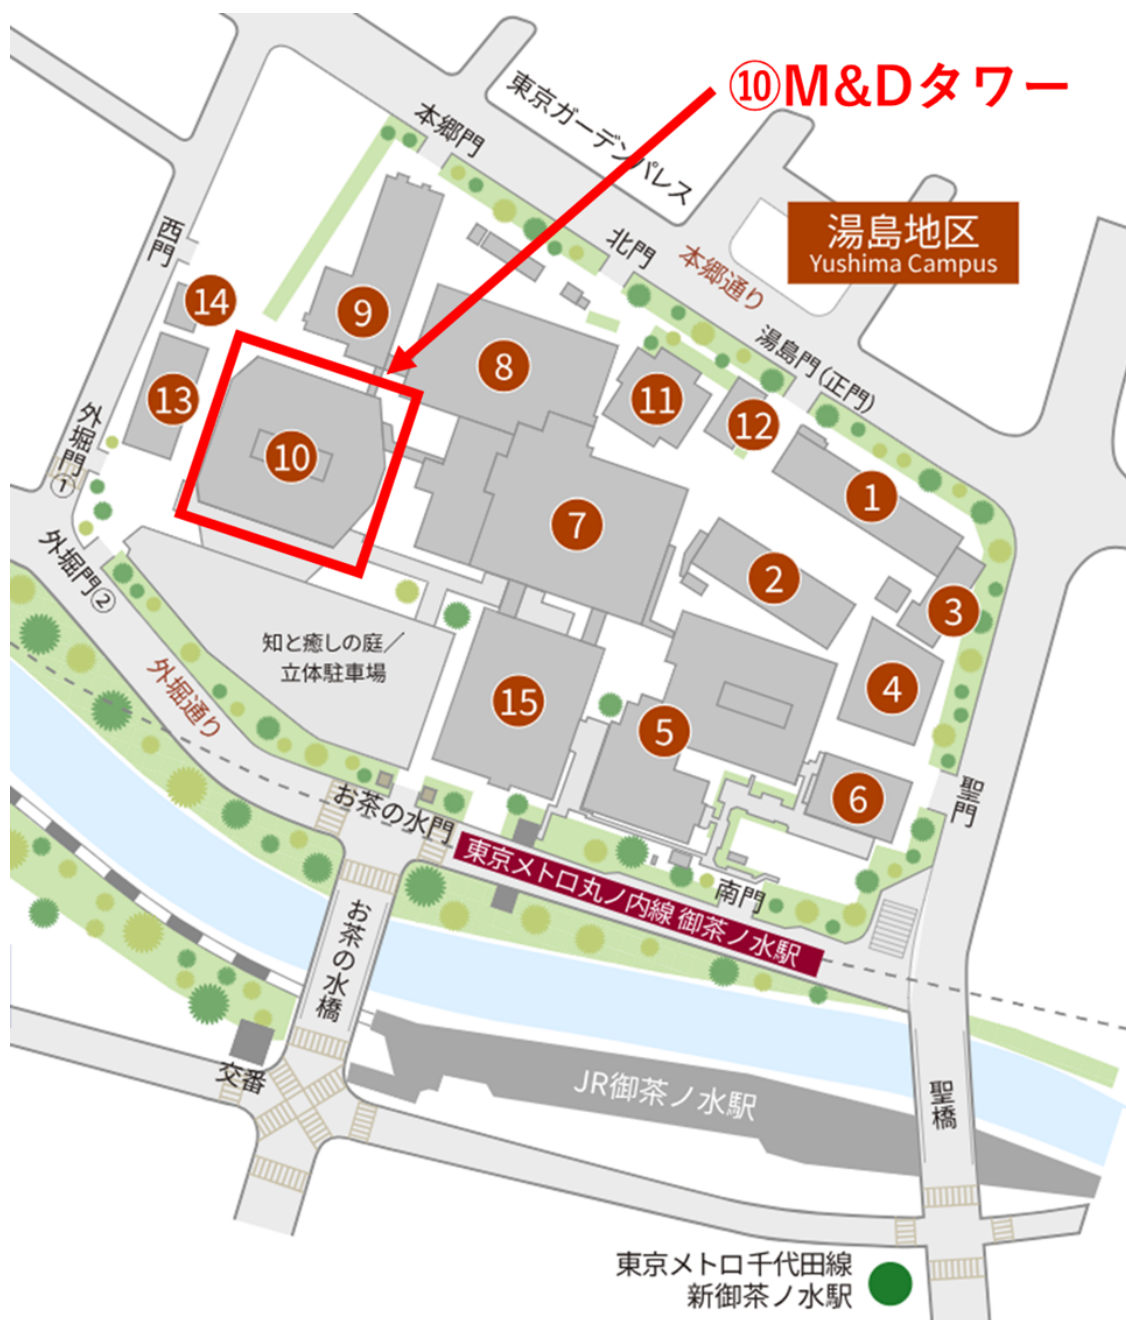 ⑩M&Dタワー
東京ガーデンパレス
本郷門
湯島地区
Yushima Campus
西門
北門
本郷通り
14
9
湯島門(正門)
8
13
11
12
外堀門①
10
1
7
外堀門②
2
3
知と癒しの庭/
立体駐車場
4
外堀通り
15
5
6
お茶の水門
聖門
東京メトロ丸ノ内線 御茶ノ水駅
南門
お茶の水橋
交番
JR御茶ノ水駅
聖橋
東京メトロ千代田線
新御茶ノ水駅